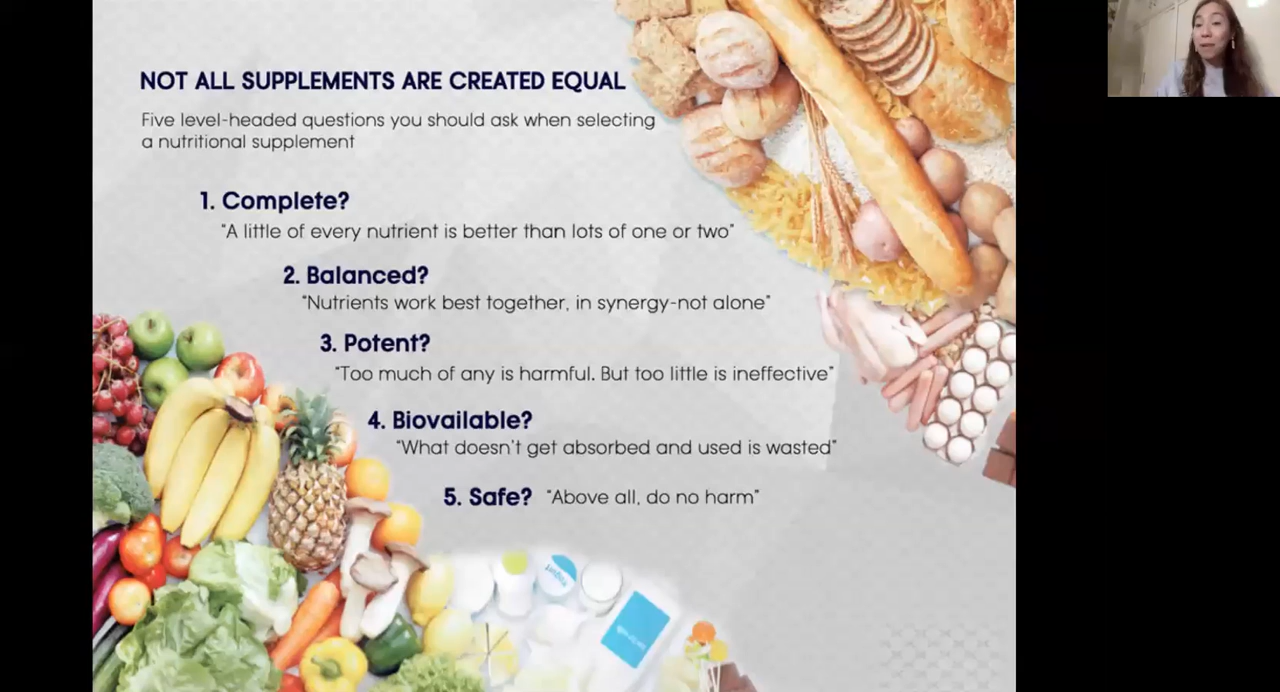 NOT ALL SUPPLEMENTS ARE CREATED EQUAL
Five level-headed questions you should ask when selecting
a nutritional supplement
1. Complete?
"A little of every nutrient is better than lots of one or two"
2. Balanced?
"Nutrients work best together, in synergy-not alone"
3. Potent?
"Too much of any is harmful. But too little is ineffective"
4. Biovailable?
"What doesn't get absorbed and used is wasted"
5. Safe? "Above all, do no harm"